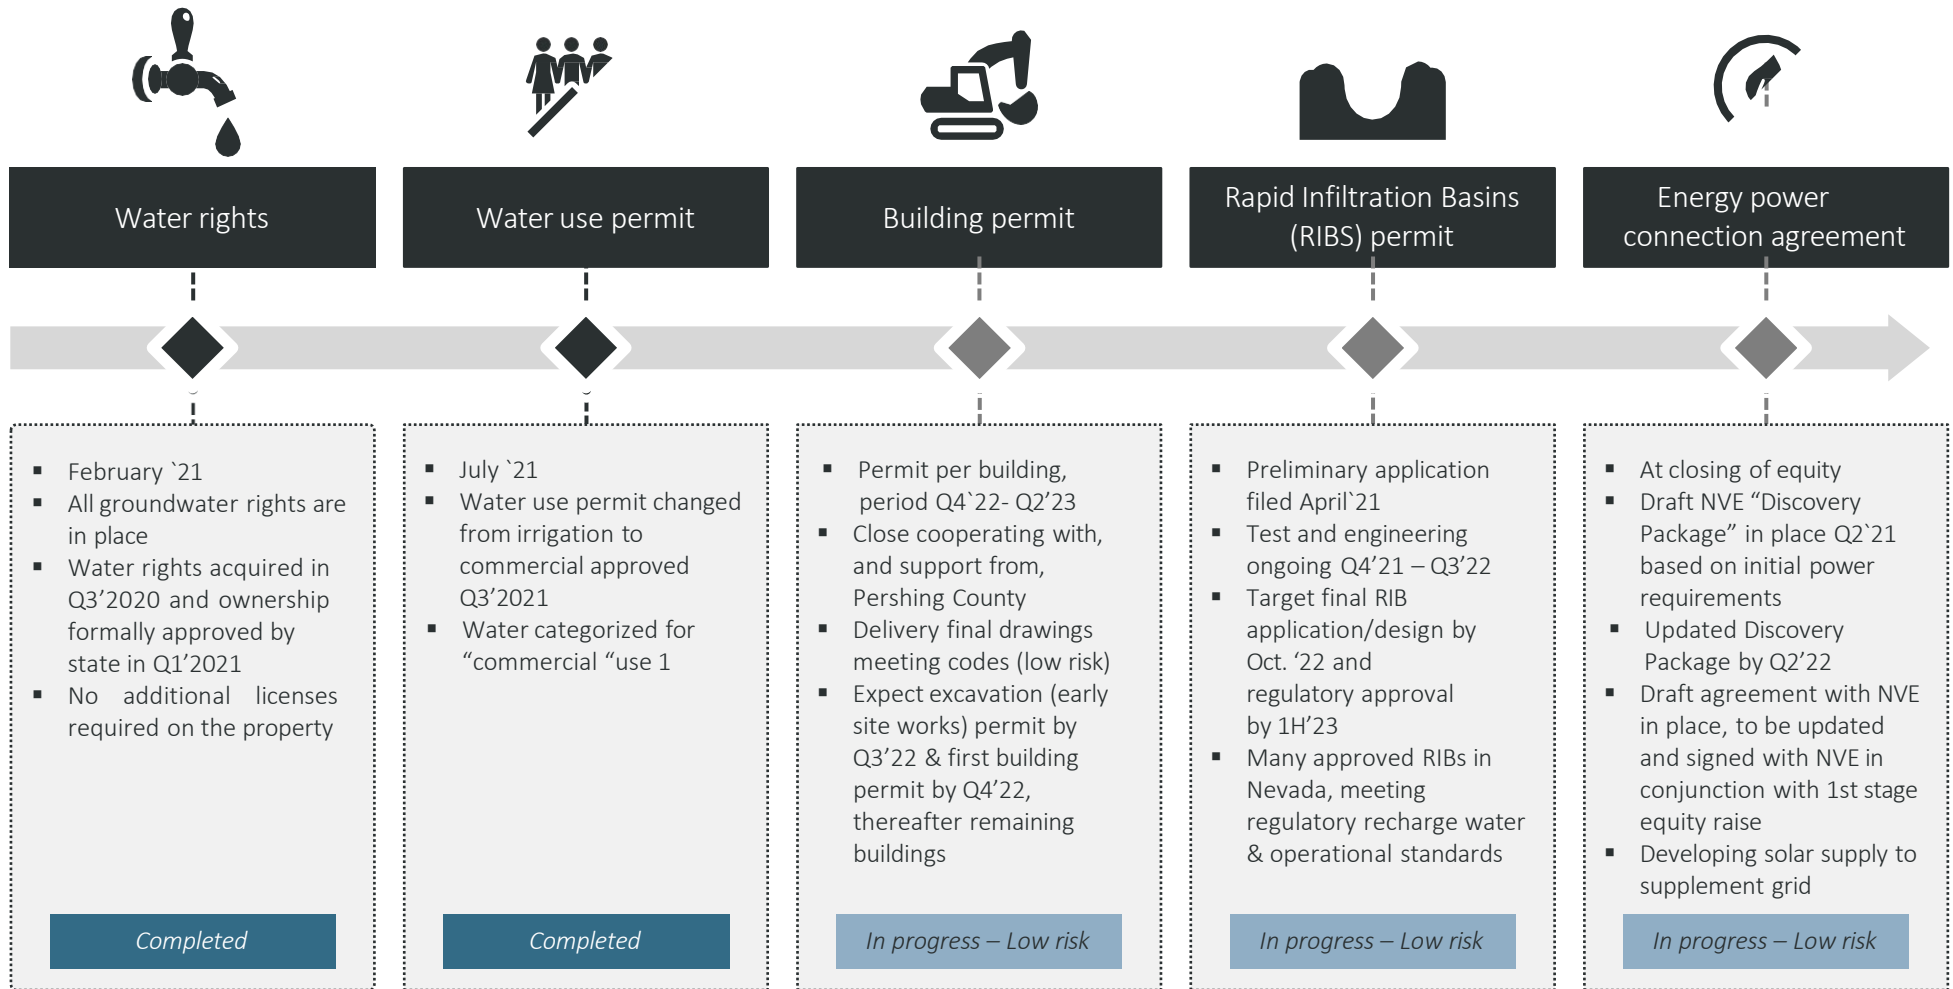 Water rights
Water use permit
Building permit
Rapid Infiltration Basins
(RIBS) permit
Energy power
connection agreement
▪ February `21
▪ All groundwater rights are
in place
▪ Water rights acquired in
Q3’2020 and ownership
formally approved by
state in Q1’2021
▪ No additional licenses
required on the property
Completed
▪ July `21
▪ Water use permit changed
from irrigation to
commercial approved
Q3’2021
▪ Water categorized for
“commercial “use 1
Completed
▪ Permit per building,
period Q4`22- Q2’23
▪ Close cooperating with,
and support from,
Pershing County
▪ Delivery final drawings
meeting codes (low risk)
▪ Expect excavation (early
site works) permit by
Q3’22 & first building
permit by Q4’22,
thereafter remaining
buildings
In progress – Low risk
▪ Preliminary application
filed April`21
▪ Test and engineering
ongoing Q4’21 – Q3’22
▪ Target final RIB
application/design by
Oct. ‘22 and
regulatory approval
by 1H’23
▪ Many approved RIBs in
Nevada, meeting
regulatory recharge water
& operational standards
In progress – Low risk
▪ At closing of equity
▪ Draft NVE “Discovery
Package” in place Q2`21
based on initial power
requirements
▪ Updated Discovery
Package by Q2’22
▪ Draft agreement with NVE
in place, to be updated
and signed with NVE in
conjunction with 1st stage
equity raise
▪ Developing solar supply to
supplement grid
In progress – Low risk